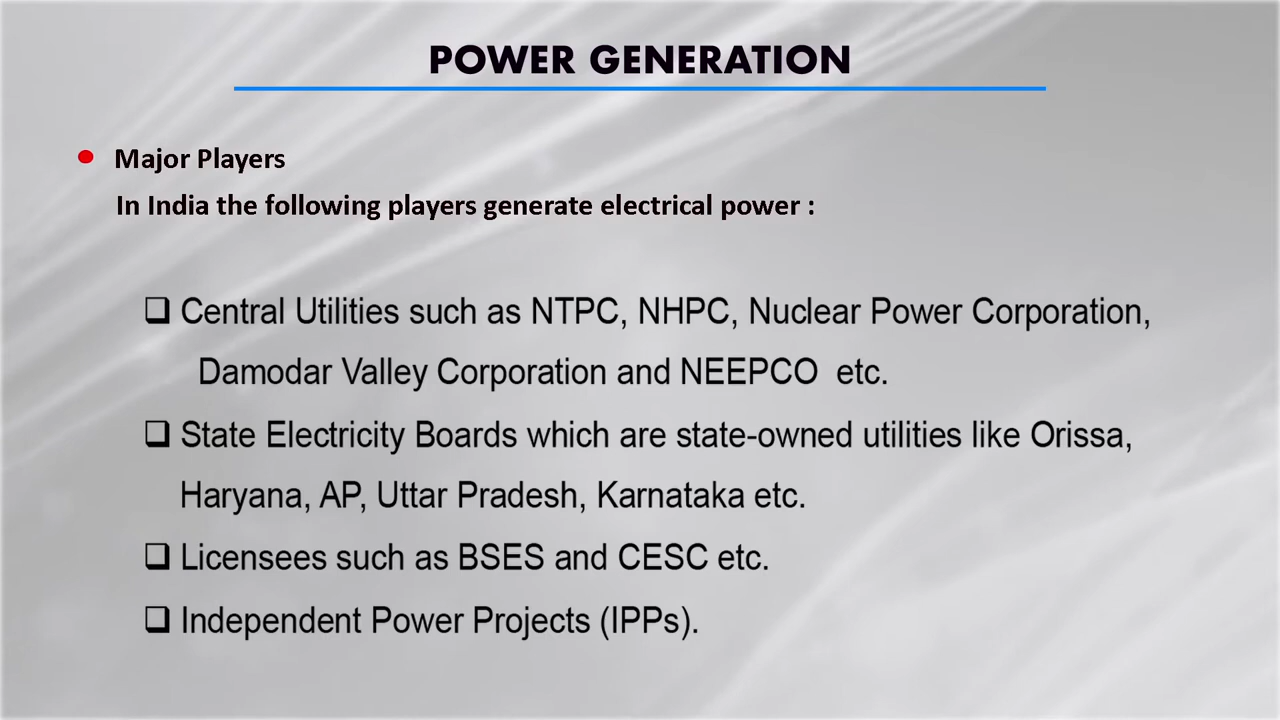 POWER GENERATION
Major Players
In India the following players generate electrical power :
Central Utilities such as NTPC, NHPC, Nuclear Power Corporation,
Damodar Valley Corporation and NEEPCO etc.
State Electricity Boards which are state-owned utilities like Orissa,
Haryana, AP, Uttar Pradesh, Karnataka etc.
Licensees such as BSES and CESC etc.
Independent Power Projects (IPPs).